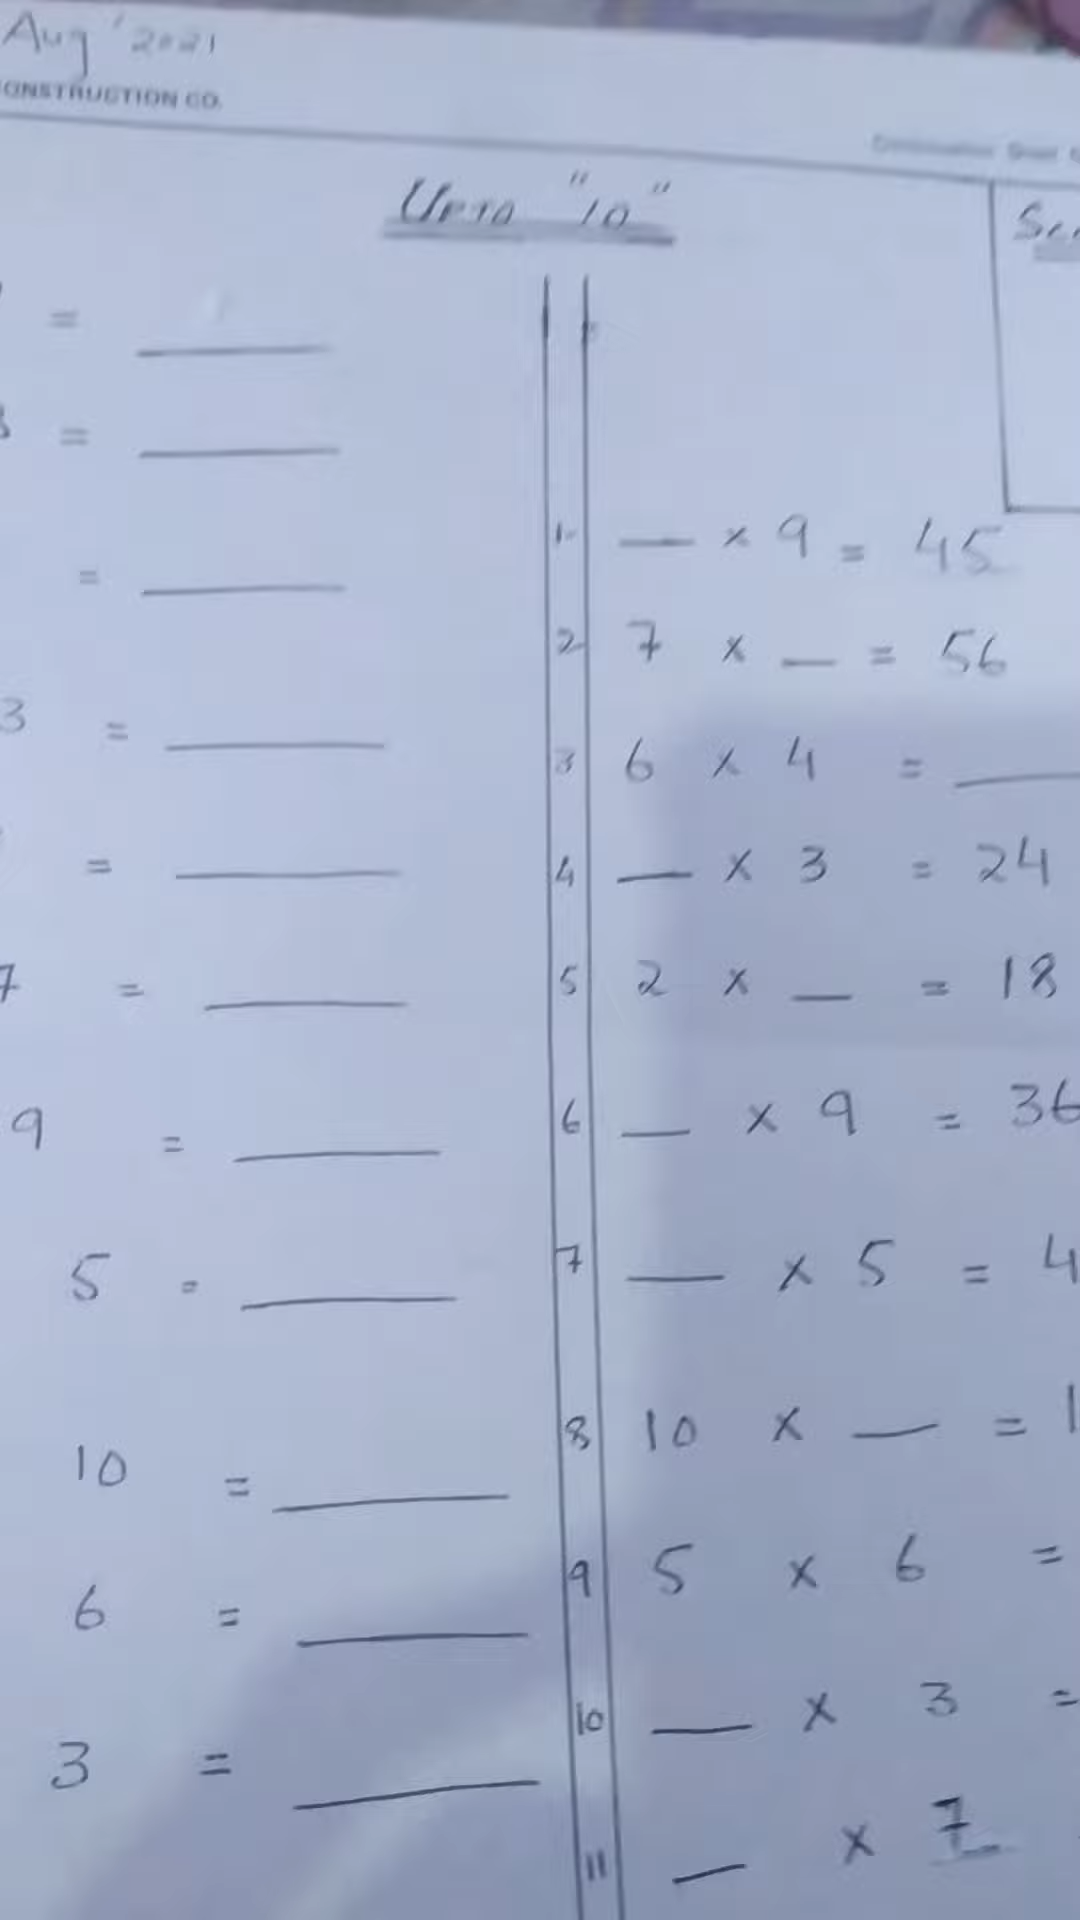 Aug '2021
ONSTRUCTION CO.
Upto "10"
=
=
=
3 =
=
7 =
9 =
5 =
10 =
6 =
3 =
1. __ × 9 = 45
2 7 × __ = 56
3 6 × 4 = __
4 __ × 3 = 24
5 2 × __ = 18
6 __ × 9 = 36
7 __ × 5 = 4
8 10 × __ = 1
9 5 × 6 =
10 __ × 3 =
11 __ × 7